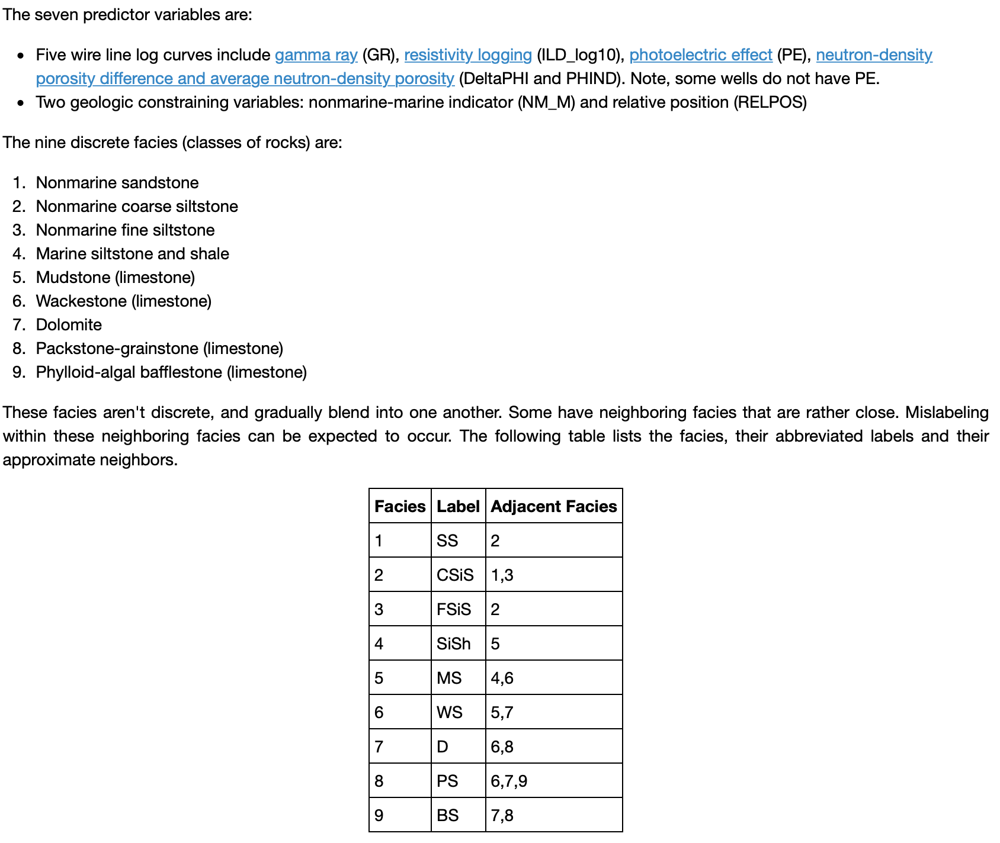 The seven predictor variables are:
• Five wire line log curves include gamma ray (GR), resistivity logging (ILD_log10), photoelectric effect (PE), neutron-density
porosity difference and average neutron-density porosity (DeltaPHI and PHIND). Note, some wells do not have PE.
• Two geologic constraining variables: nonmarine-marine indicator (NM_M) and relative position (RELPOS)
The nine discrete facies (classes of rocks) are:
1. Nonmarine sandstone
2. Nonmarine coarse siltstone
3. Nonmarine fine siltstone
4. Marine siltstone and shale
5. Mudstone (limestone)
6. Wackestone (limestone)
7. Dolomite
8. Packstone-grainstone (limestone)
9. Phylloid-algal bafflestone (limestone)
These facies aren't discrete, and gradually blend into one another. Some have neighboring facies that are rather close. Mislabeling
within these neighboring facies can be expected to occur. The following table lists the facies, their abbreviated labels and their
approximate neighbors.
Facies Label Adjacent Facies
1 SS 2
2 CSiS 1,3
3 FSiS 2
4 SiSh 5
5 MS 4,6
6 WS 5,7
7 D 6,8
8 PS 6,7,9
9 BS 7,8